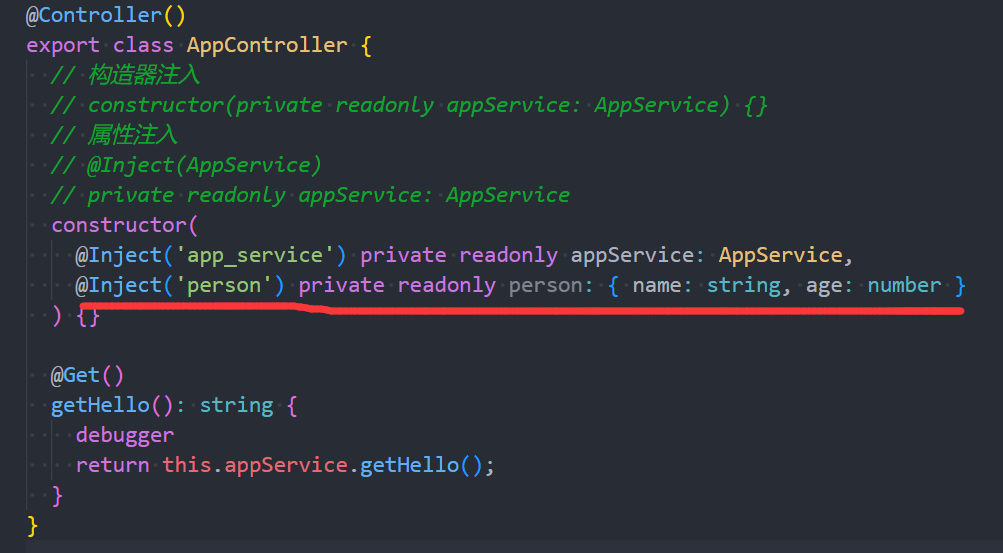 @Controller()
export class AppController {
  // 构造器注入
  // constructor(private readonly appService: AppService) {}
  // 属性注入
  // @Inject(AppService)
  // private readonly appService: AppService
  constructor(
    @Inject('app_service') private readonly appService: AppService,
    @Inject('person') private readonly person: { name: string, age: number }
  ) {}

  @Get()
  getHello(): string {
    debugger
    return this.appService.getHello();
  }
}